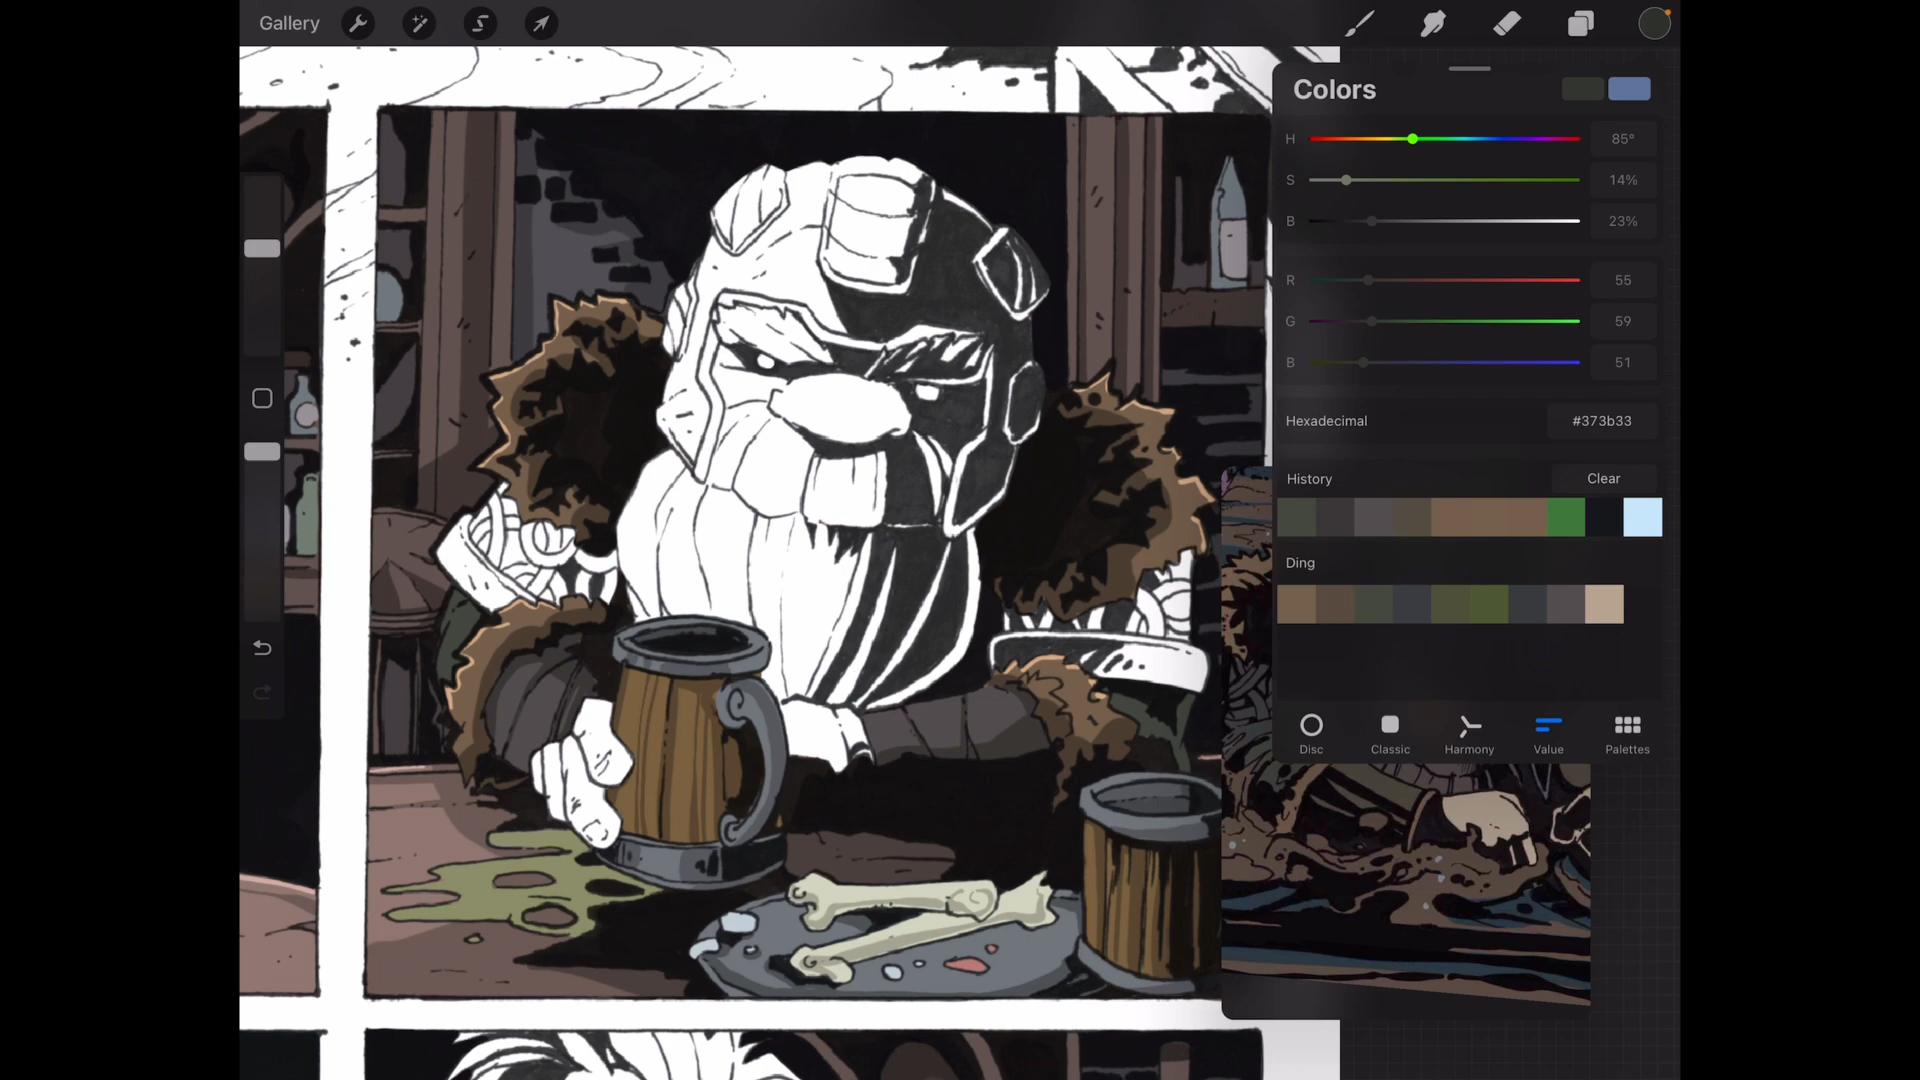 Gallery
Colors
H 85°
S 14%
B 23%
R 55
G 59
B 51
Hexadecimal #373b33
History Clear
Ding
Disc Classic Harmony Value Palettes